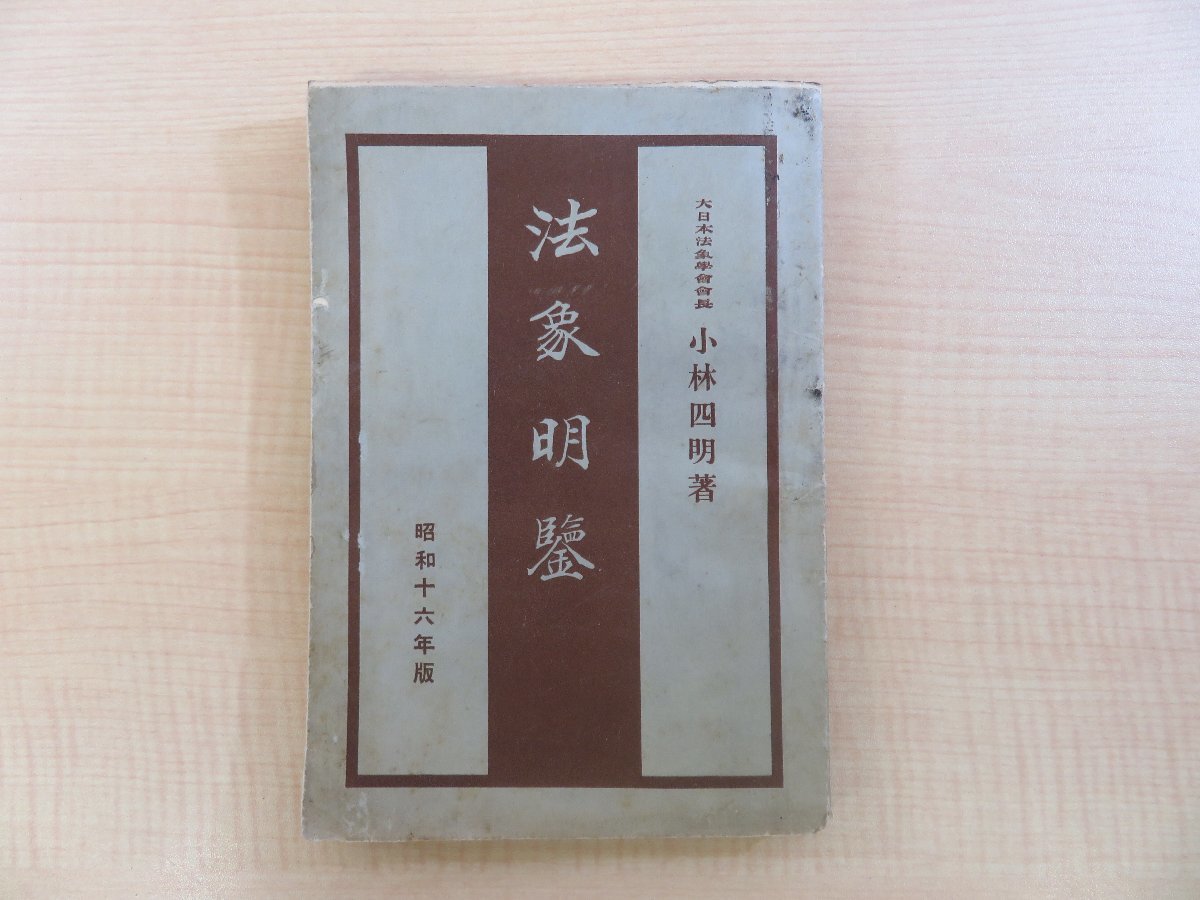 大日本法象學會會長 小林四明著
法象明鑒
昭和十六年版